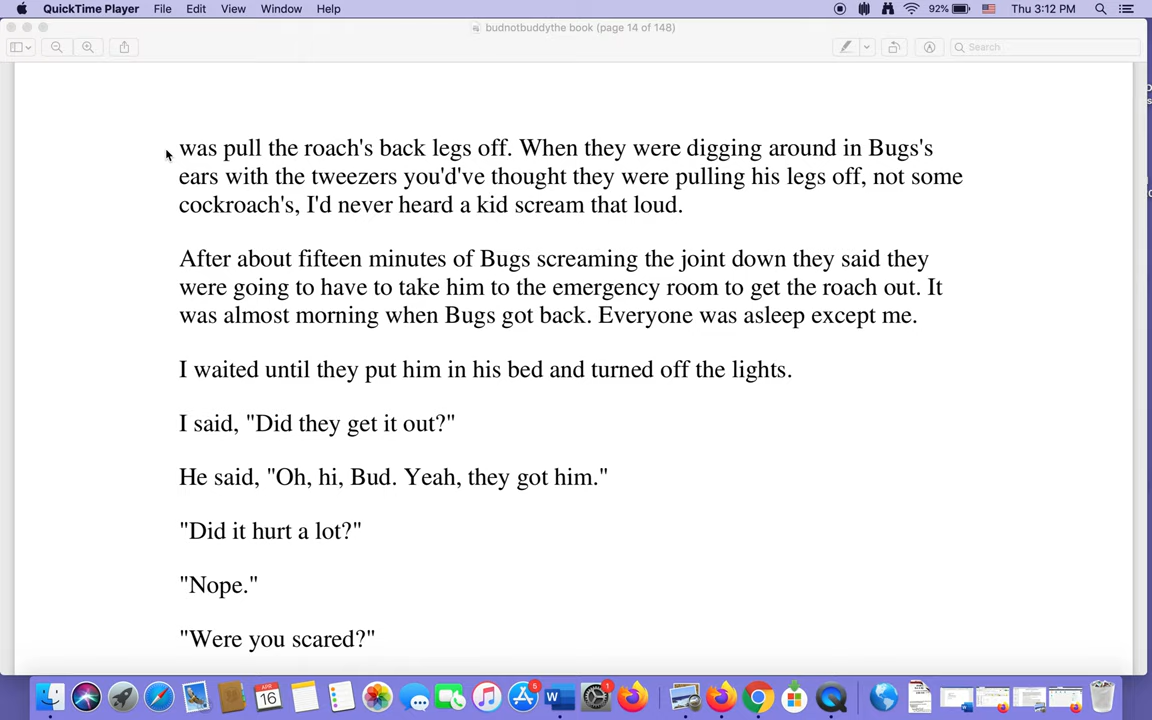 QuickTime Player File Edit View Window Help 92% Thu 3:12 PM
budnotbuddythe book (page 14 of 148)
Search
was pull the roach's back legs off. When they were digging around in Bugs's
ears with the tweezers you'd've thought they were pulling his legs off, not some
cockroach's, I'd never heard a kid scream that loud.
After about fifteen minutes of Bugs screaming the joint down they said they
were going to have to take him to the emergency room to get the roach out. It
was almost morning when Bugs got back. Everyone was asleep except me.
I waited until they put him in his bed and turned off the lights.
I said, "Did they get it out?"
He said, "Oh, hi, Bud. Yeah, they got him."
"Did it hurt a lot?"
"Nope."
"Were you scared?"
APR
16
5
W
1